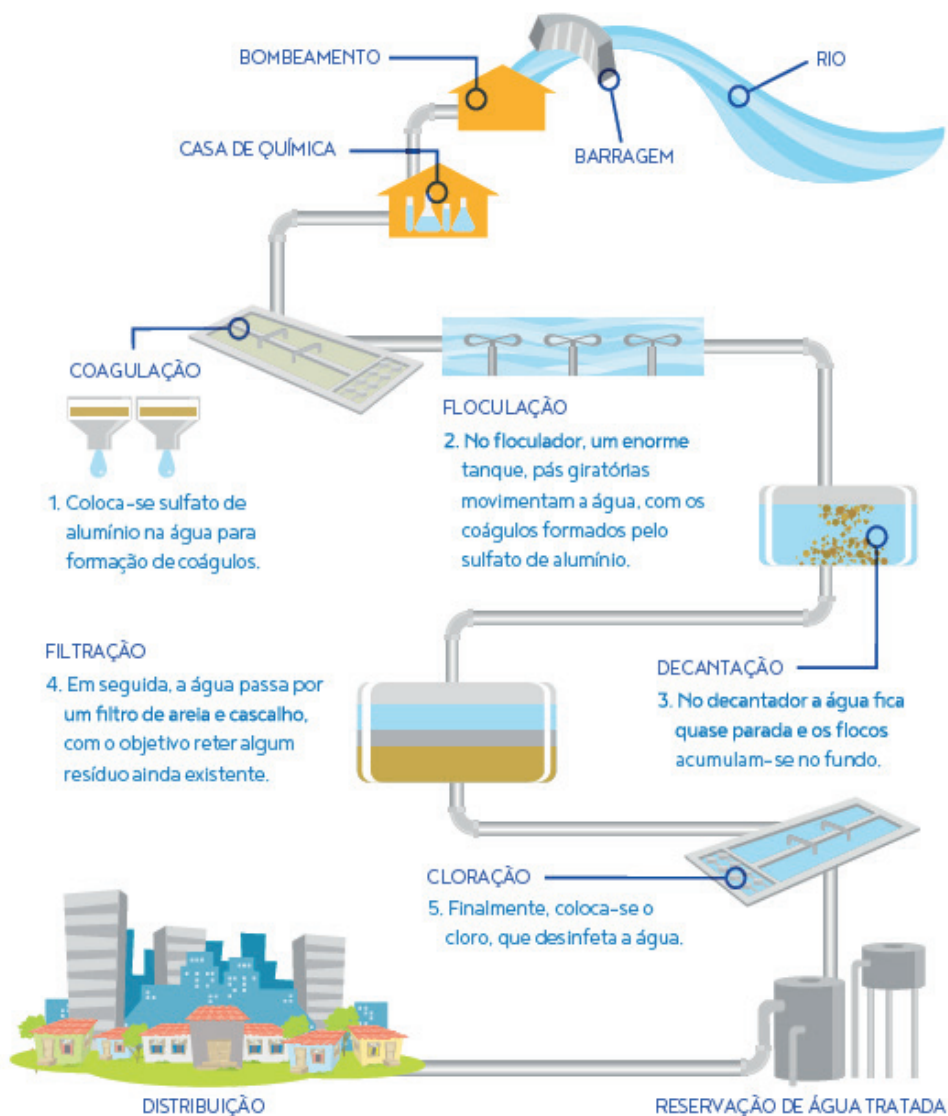 BOMBEAMENTO
RIO
BARRAGEM
CASA DE QUÍMICA
COAGULAÇÃO
1. Coloca-se sulfato de
alumínio na água para
formação de coágulos.
FLOCULAÇÃO
2. No floculador, um enorme
tanque, pás giratórias
movimentam a água, com os
coágulos formados pelo
sulfato de alumínio.
DECANTAÇÃO
3. No decantador a água fica
quase parada e os flocos
acumulam-se no fundo.
FILTRAÇÃO
4. Em seguida, a água passa por
um filtro de areia e cascalho,
com o objetivo reter algum
resíduo ainda existente.
CLORAÇÃO
5. Finalmente, coloca-se o
cloro, que desinfeta a água.
DISTRIBUIÇÃO
RESERVAÇÃO DE ÁGUA TRATADA